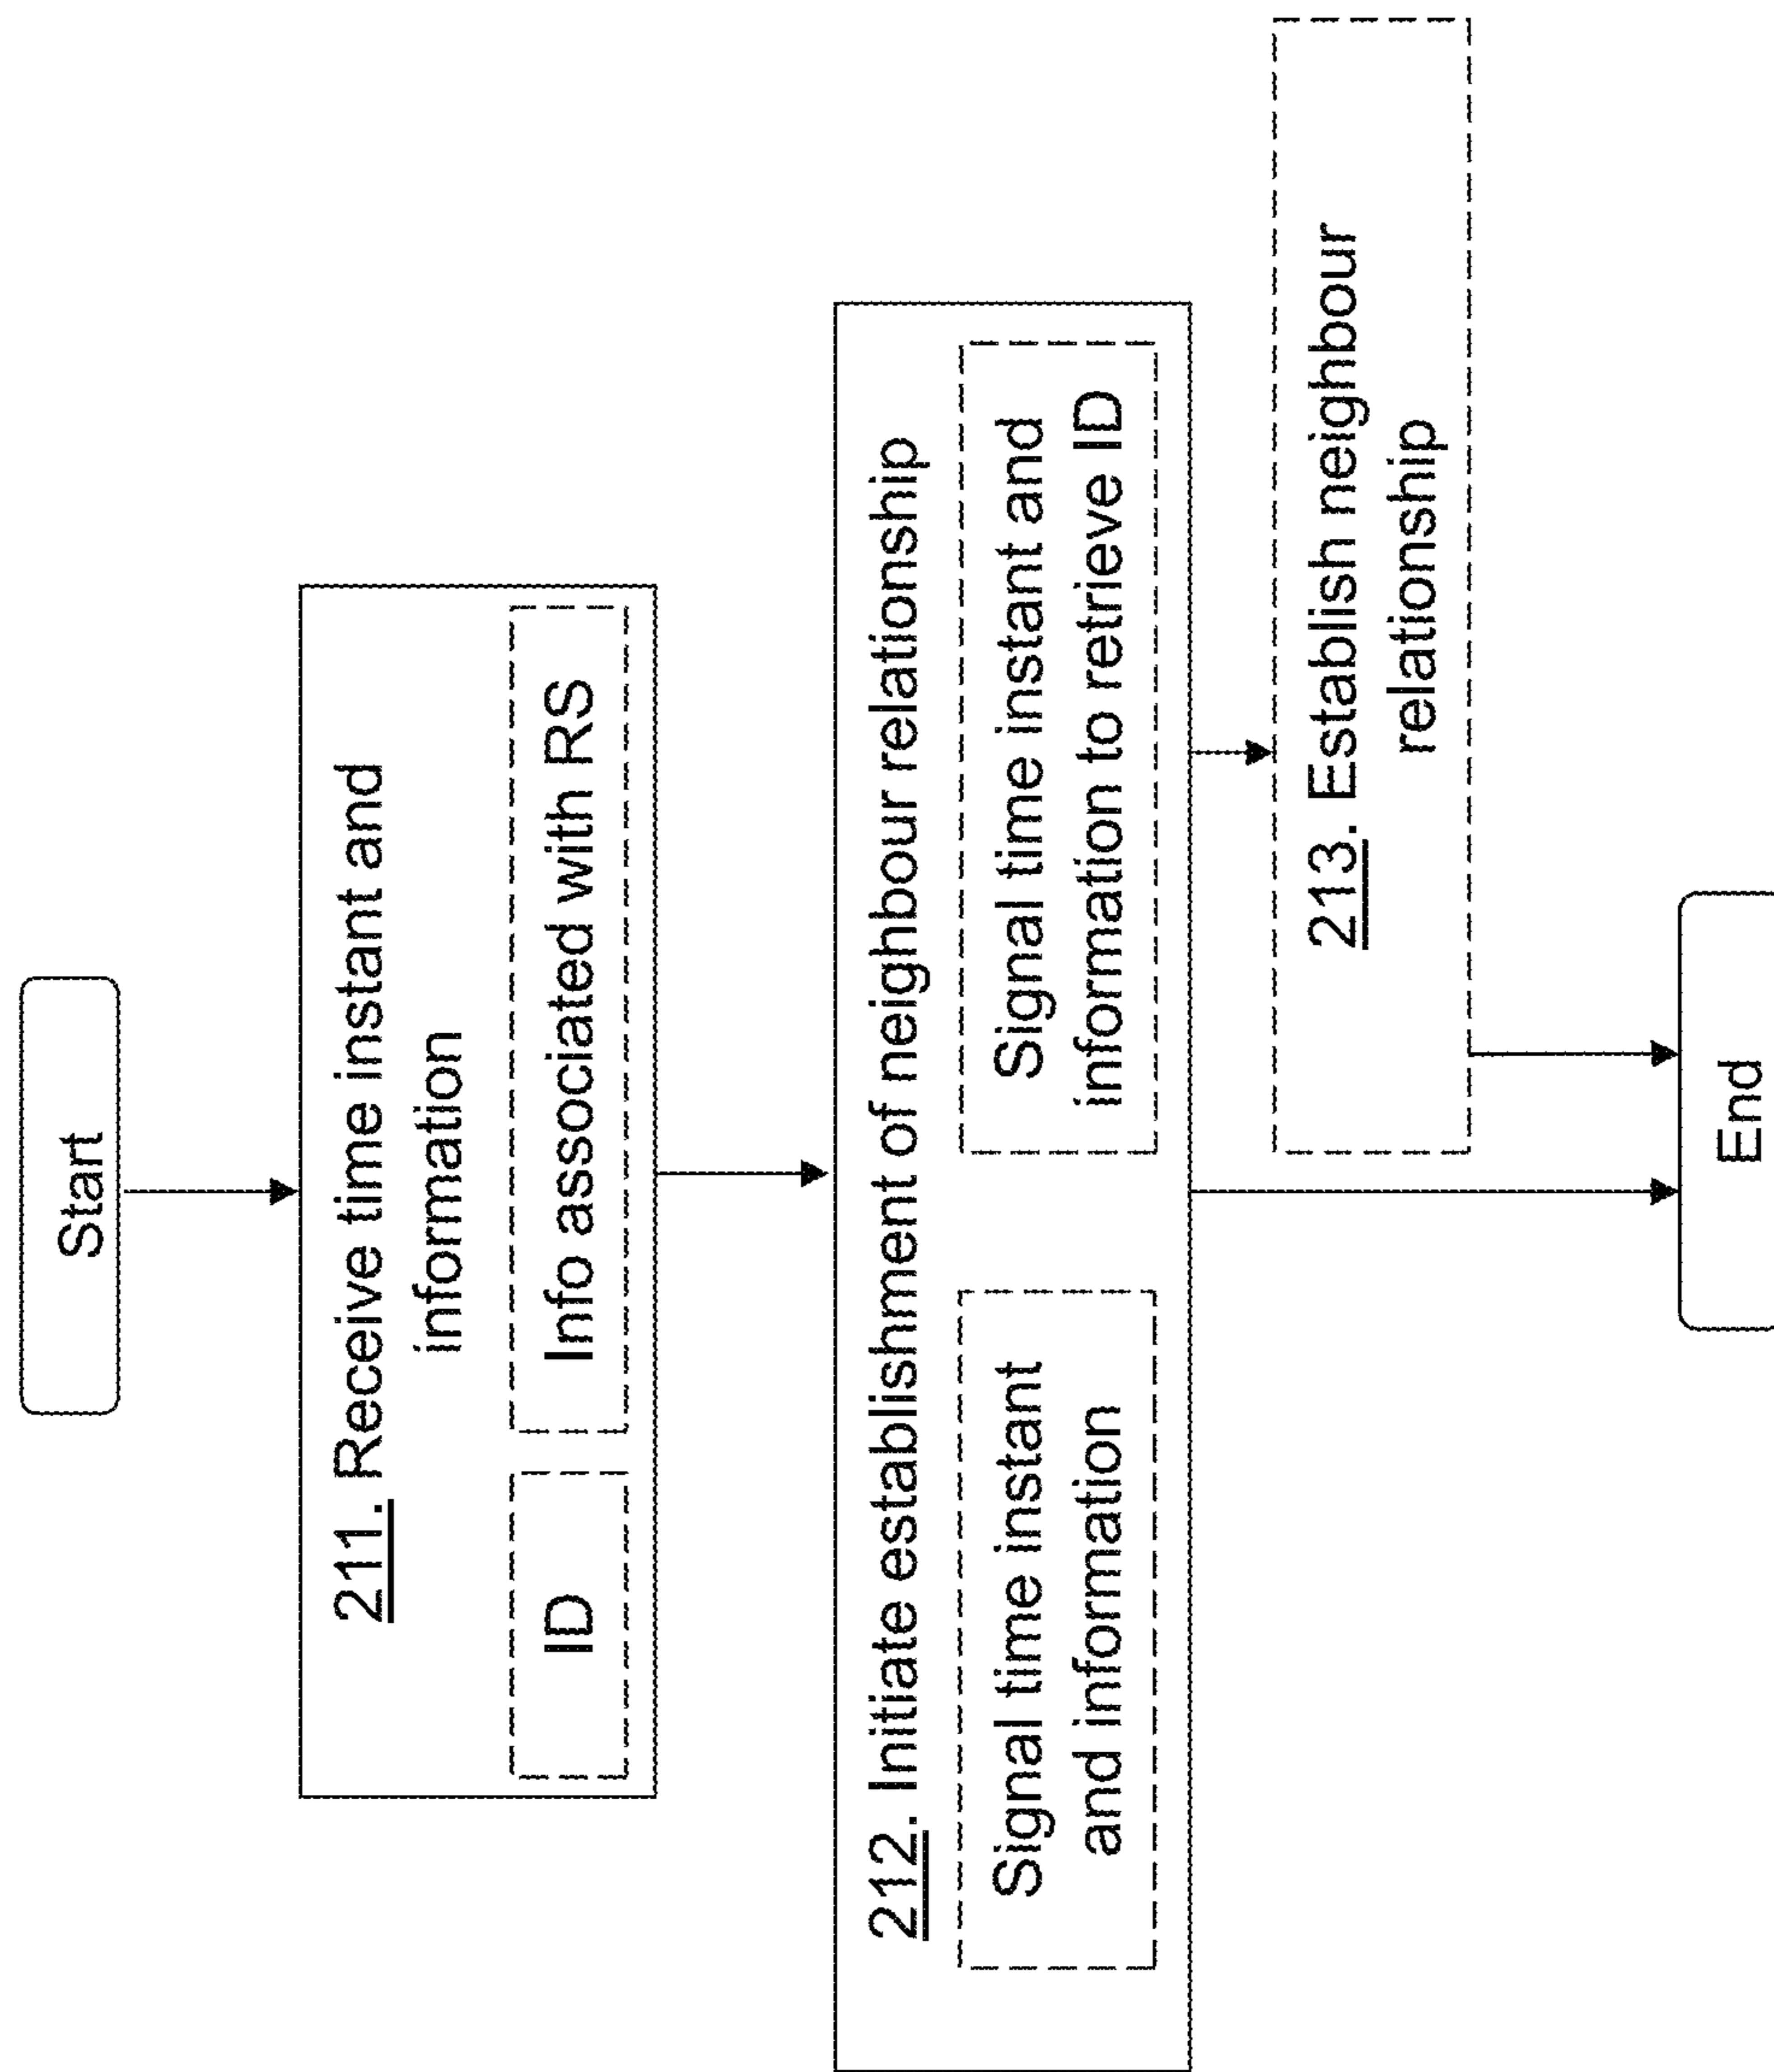 Start
211. Receive time instant and
information
ID
Info associated with RS
212. Initiate establishment of neighbour relationship
Signal time instant
and information
Signal time instant and
information to retrieve ID
213. Establish neighbour
relationship
End